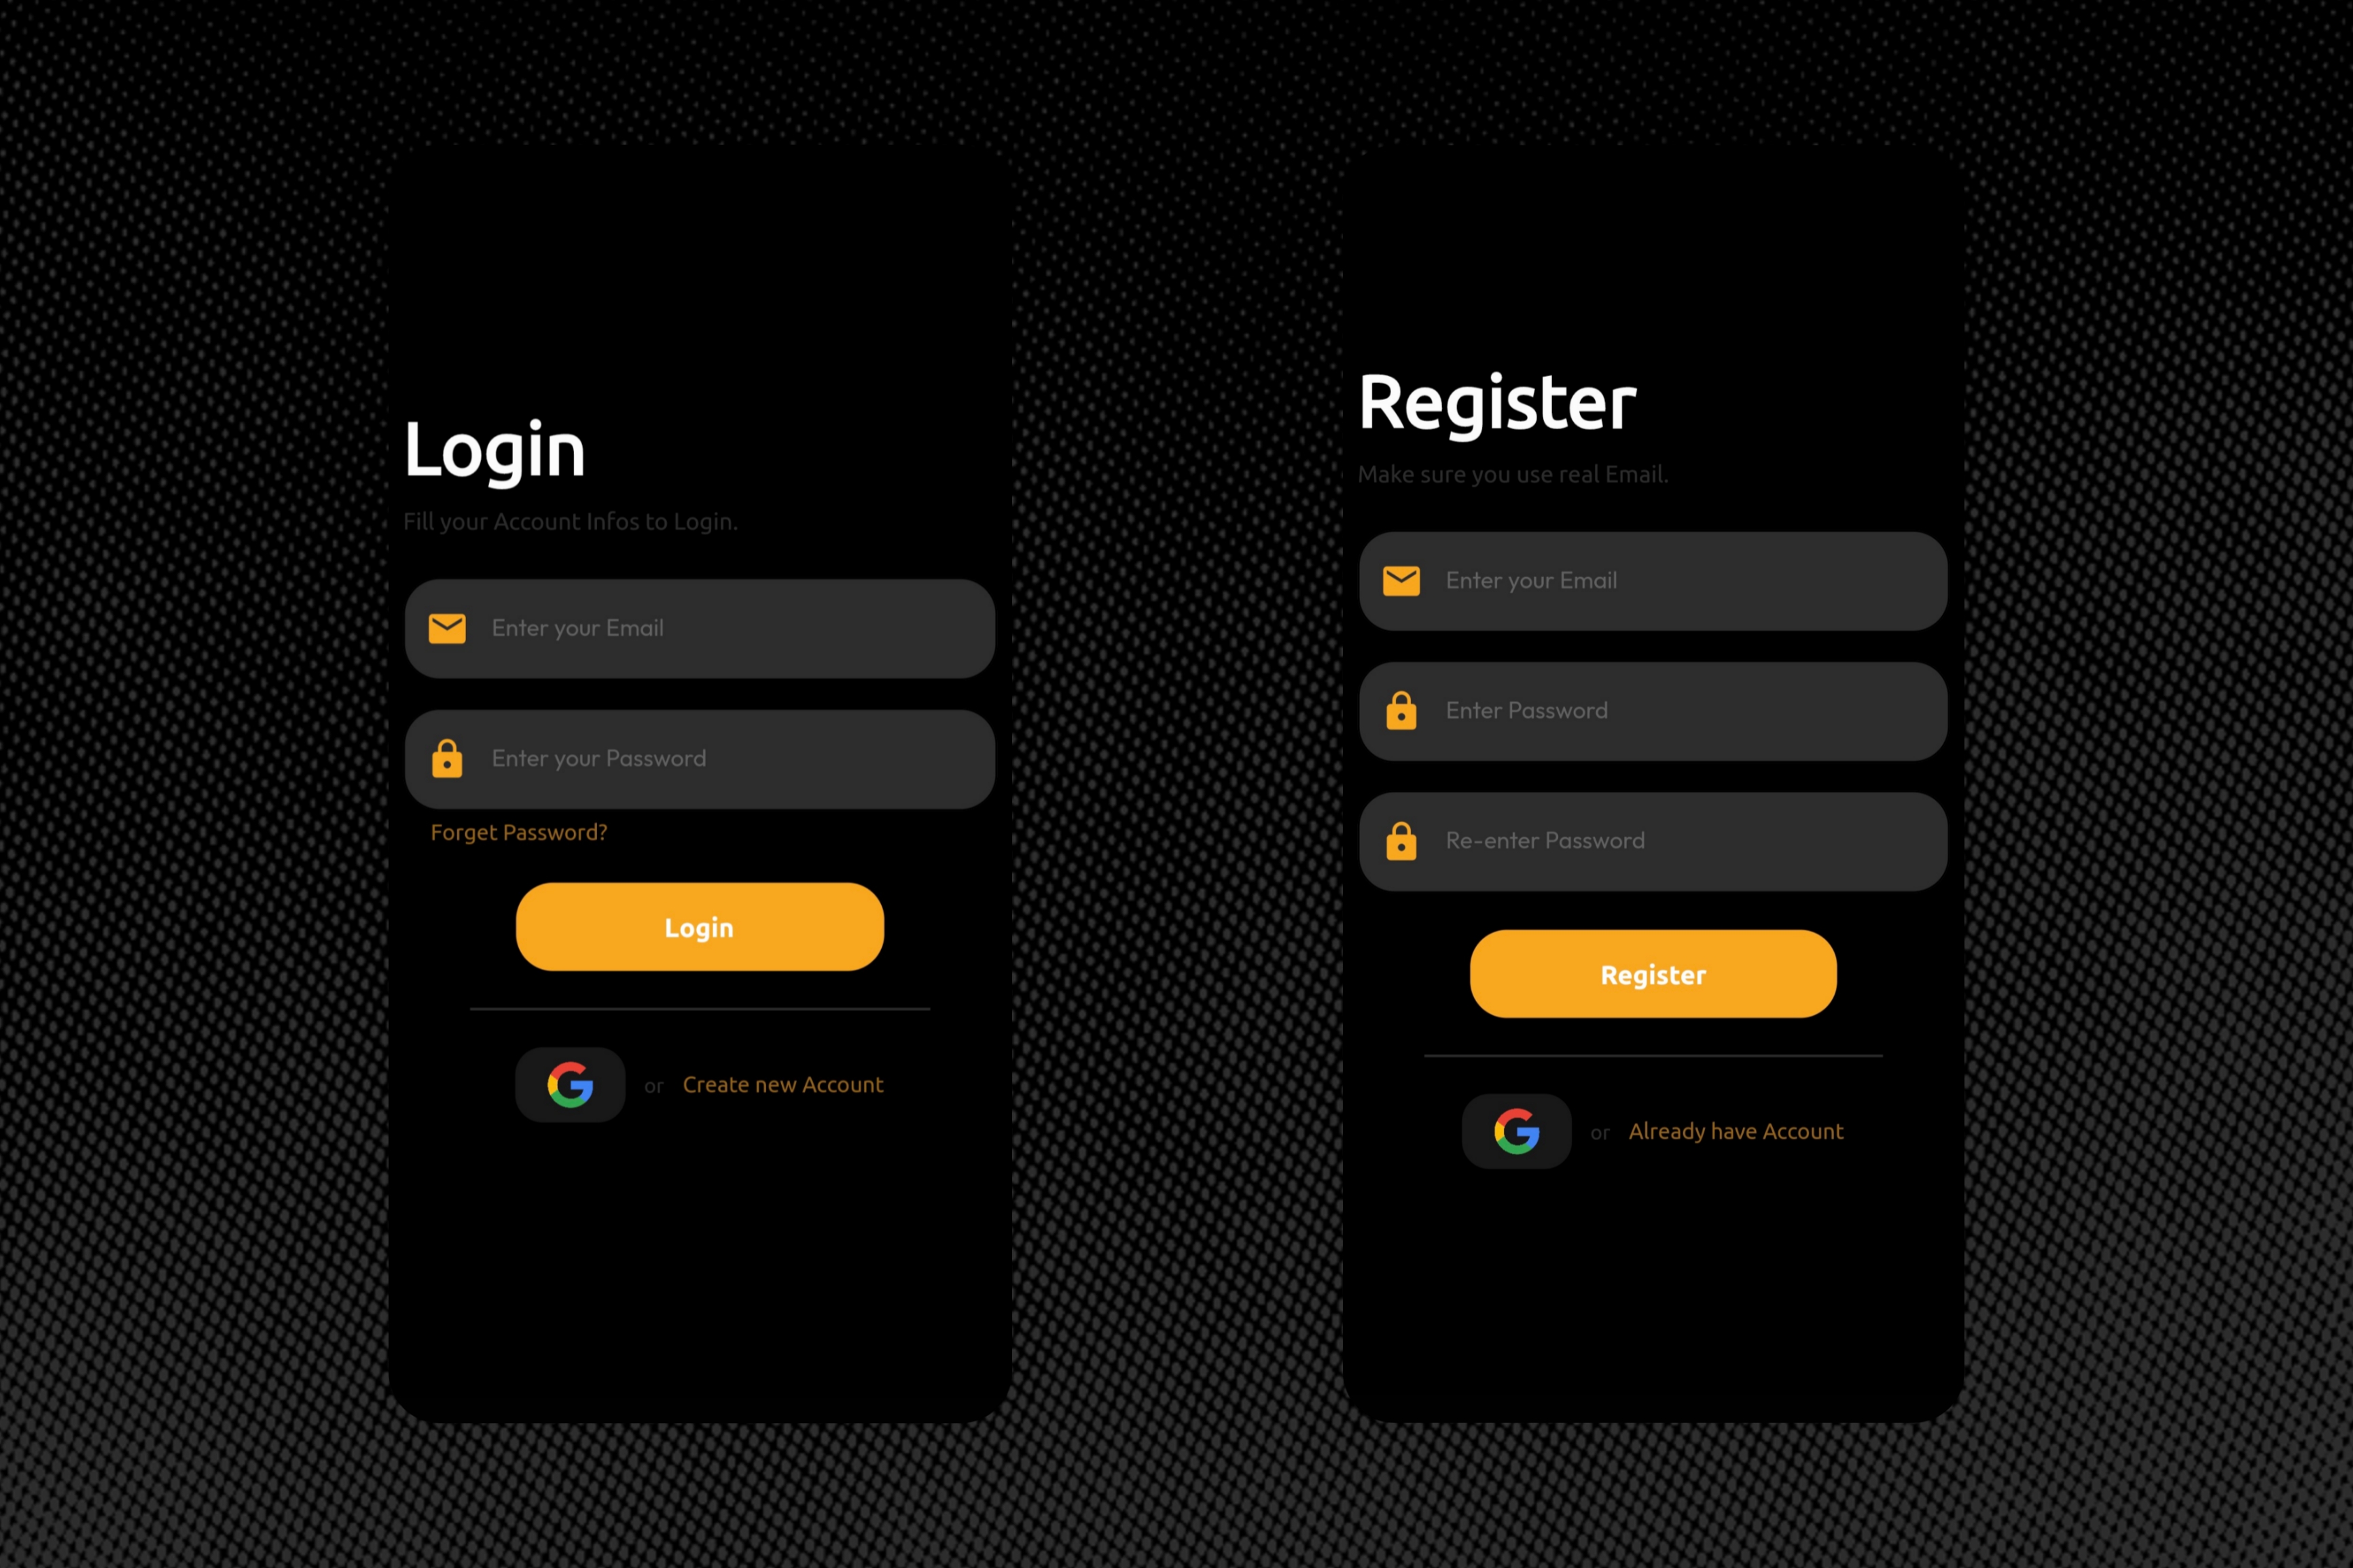 Login
Fill your Account Infos to Login.
Enter your Email
Enter your Password
Forget Password?
Login
or Create new Account
Register
Make sure you use real Email.
Enter your Email
Enter Password
Re-enter Password
Register
or Already have Account